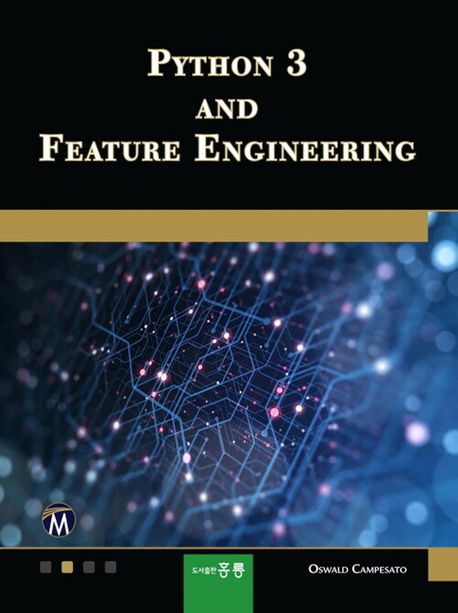 PYTHON 3
AND
FEATURE ENGINEERING
M
도서출판 홍릉
OSWALD CAMPESATO